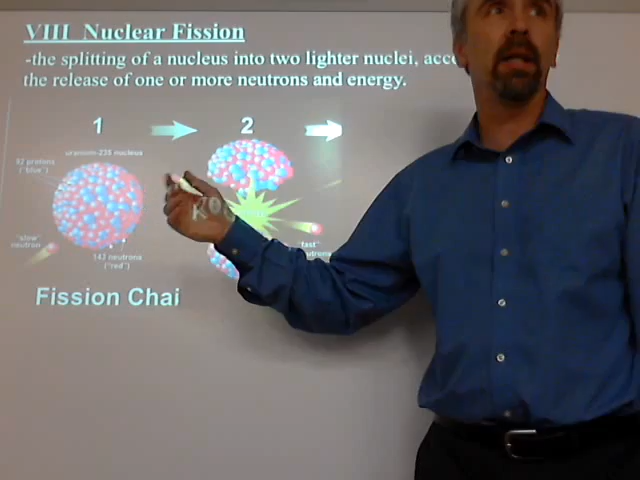 VIII Nuclear Fission
-the splitting of a nucleus into two lighter nuclei, acco
the release of one or more neutrons and energy.
1
2
uranium-235 nucleus
92 protons
("blue")
"slow"
neutron
143 neutrons
("red")
"fast"
Fission Chai